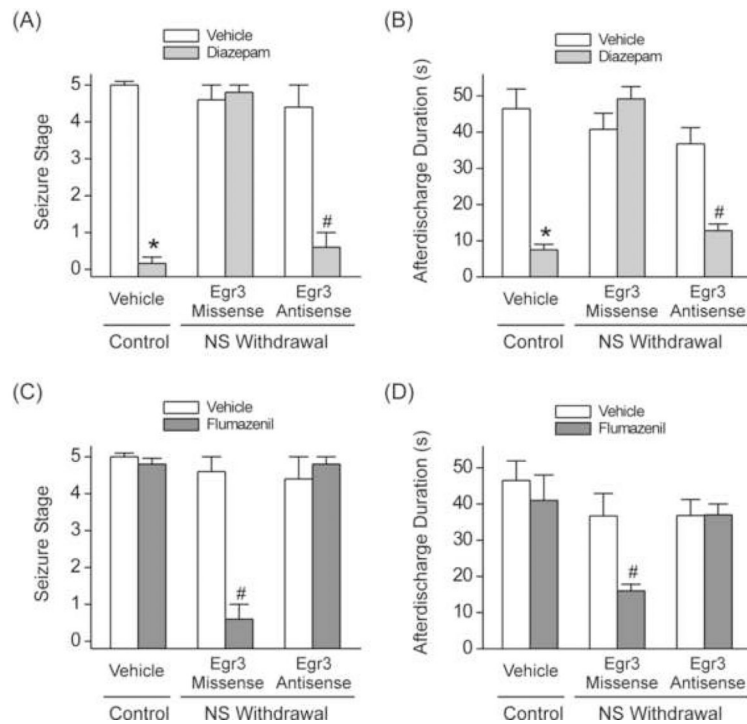 (A)
Vehicle
Diazepam
Seizure Stage
5
4
3
2
1
0
Vehicle
Egr3
Missense
Egr3
Antisense
Control
NS Withdrawal
*
#
(B)
Vehicle
Diazepam
Afterdischarge Duration (s)
50
40
30
20
10
0
Vehicle
Egr3
Missense
Egr3
Antisense
Control
NS Withdrawal
*
#
(C)
Vehicle
Flumazenil
Seizure Stage
5
4
3
2
1
0
Vehicle
Egr3
Missense
Egr3
Antisense
Control
NS Withdrawal
#
(D)
Vehicle
Flumazenil
Afterdischarge Duration (s)
50
40
30
20
10
0
Vehicle
Egr3
Missense
Egr3
Antisense
Control
NS Withdrawal
#